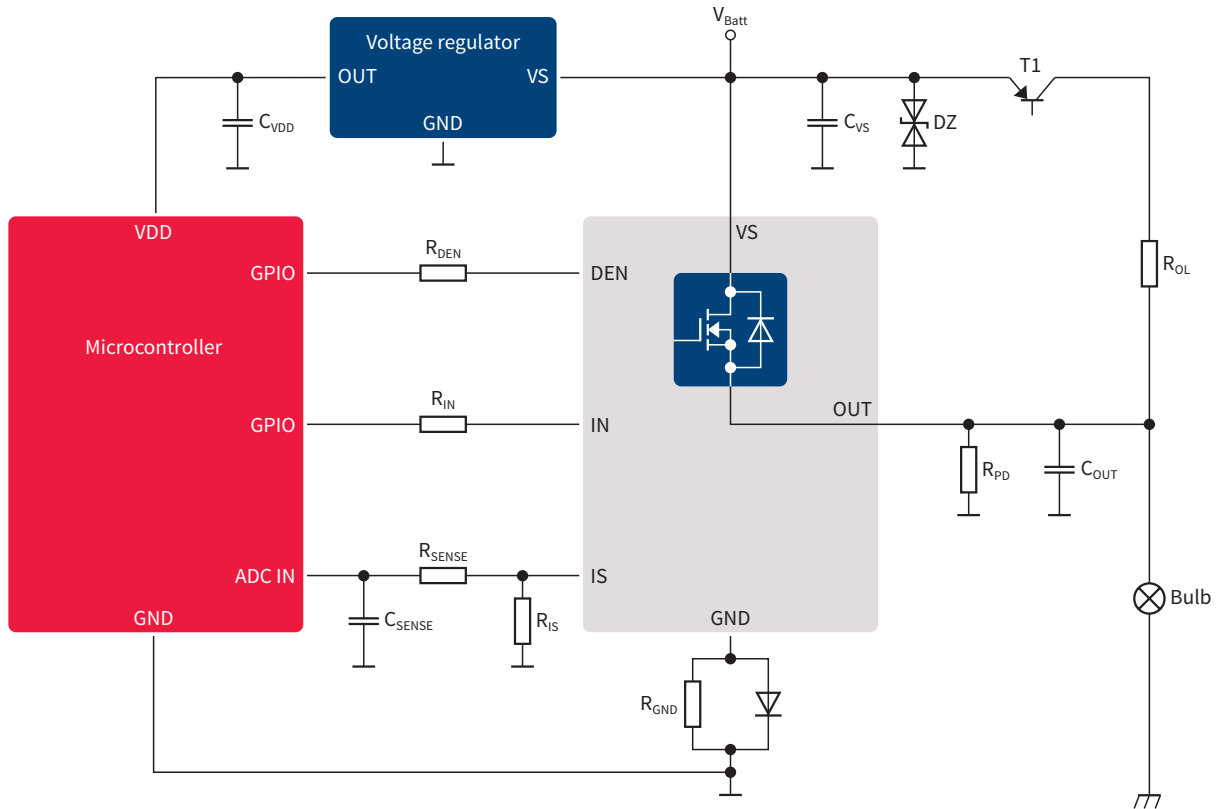 V_Batt
Voltage regulator
OUT
VS
GND
T1
C_VDD
C_VS
DZ
VDD
R_DEN
VS
GPIO
DEN
R_OL
Microcontroller
R_IN
OUT
GPIO
IN
R_PD
C_OUT
R_SENSE
ADC IN
IS
GND
C_SENSE
R_IS
GND
Bulb
R_GND